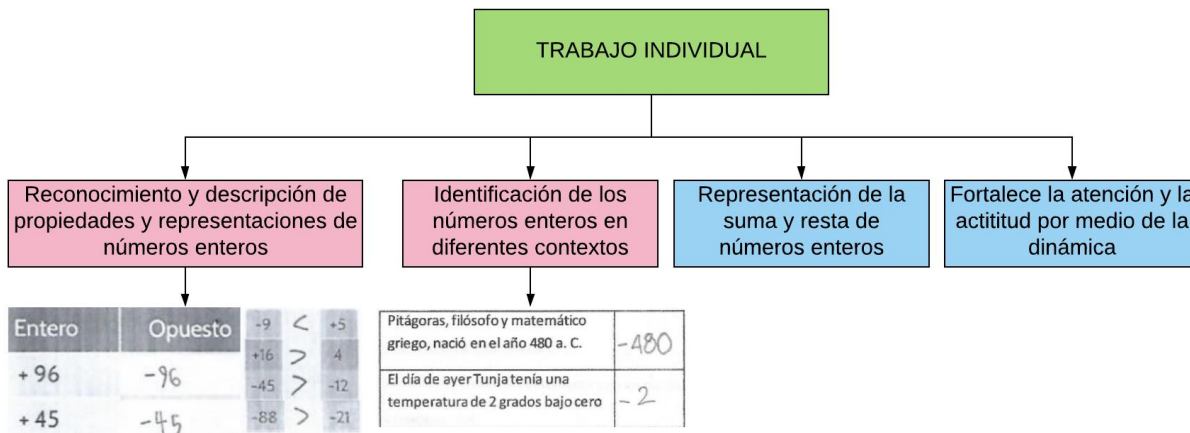 TRABAJO INDIVIDUAL
Reconocimiento y descripción de
propiedades y representaciones de
números enteros
Identificación de los
números enteros en
diferentes contextos
Representación de la
suma y resta de
números enteros
Fortalece la atención y la
actititud por medio de la
dinámica
Entero Opuesto
+96 -96
+45 -45
-9 < +5
+16 > 4
-45 > -12
-88 > -21
Pitágoras, filósofo y matemático
griego, nació en el año 480 a. C.
-480
El día de ayer Tunja tenía una
temperatura de 2 grados bajo cero
-2